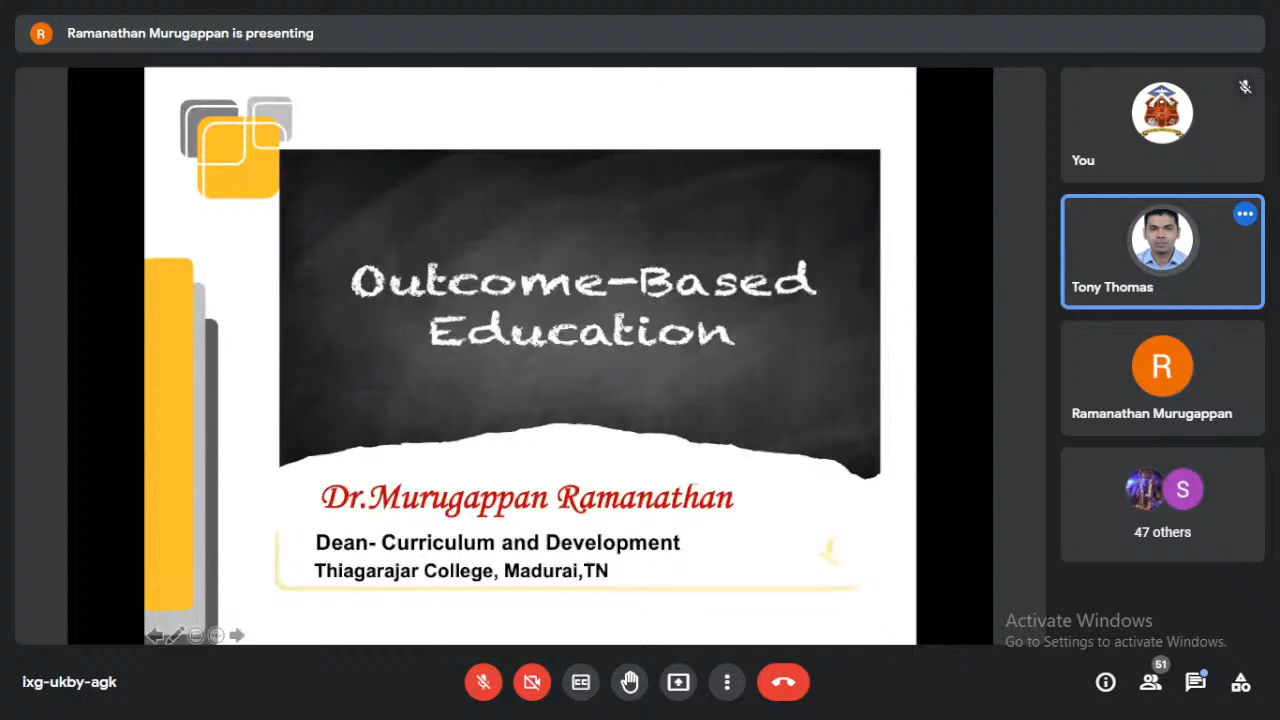 R
Ramanathan Murugappan is presenting
Outcome-Based
Education
Dr.Murugappan Ramanathan
Dean- Curriculum and Development
Thiagarajar College, Madurai,TN
You
Tony Thomas
R
Ramanathan Murugappan
S
47 others
Activate Windows
Go to Settings to activate Windows.
ixg-ukby-agk
CC
51